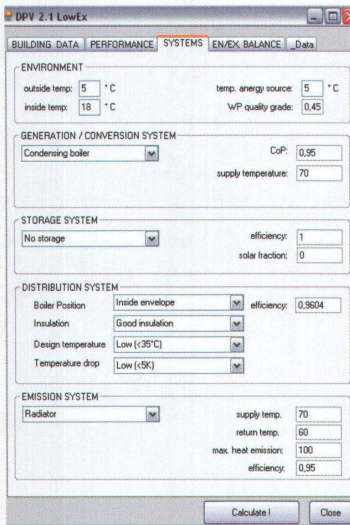 DPV 2.1 LowEx
BUILDING DATA PERFORMANCE SYSTEMS EN/EX. BALANCE _Data
ENVIRONMENT
outside temp: 5 °C temp. anergy source: 5 °C
inside temp: 18 °C WP quality grade: 0,45
GENERATION / CONVERSION SYSTEM
Condensing boiler CoP: 0,95
supply temperature: 70
STORAGE SYSTEM
No storage efficiency: 1
solar fraction: 0
DISTRIBUTION SYSTEM
Boiler Position Inside envelope efficiency: 0,9604
Insulation Good insulation
Design temperature Low (<35°C)
Temperature drop Low (<5K)
EMISSION SYSTEM
Radiator supply temp. 70
return temp. 60
max. heat emission: 100
efficiency: 0,95
Calculate ! Close